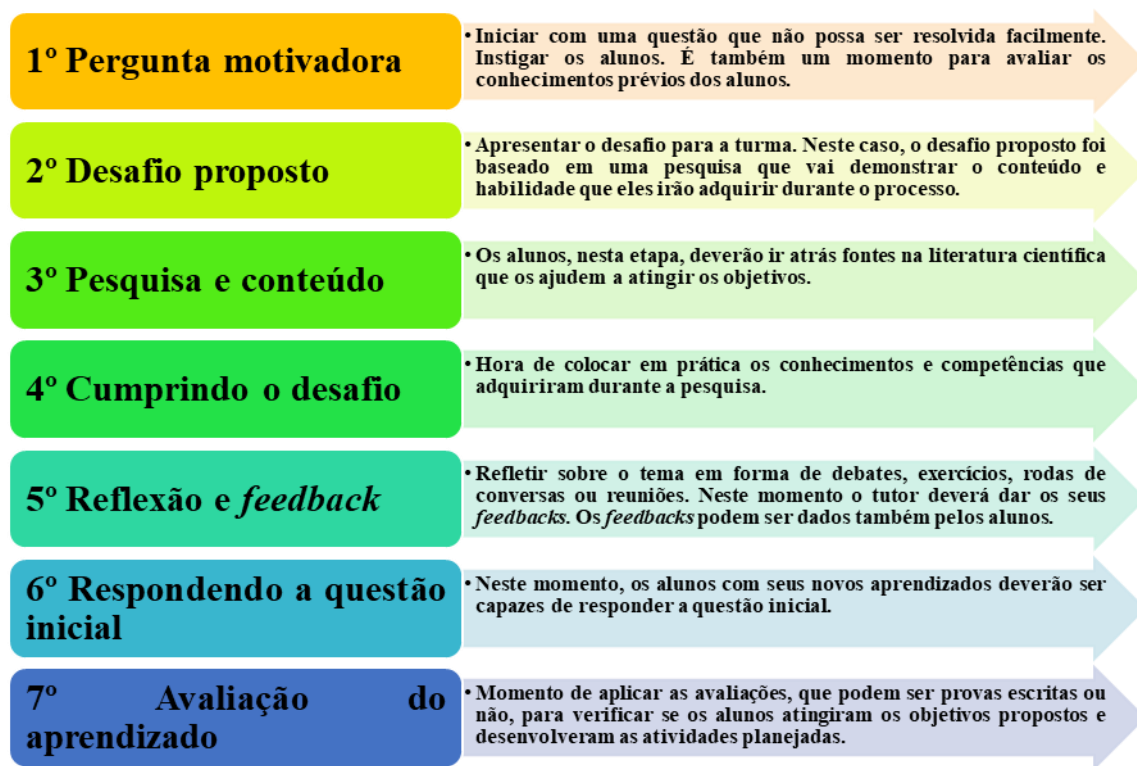 1º Pergunta motivadora
• Iniciar com uma questão que não possa ser resolvida facilmente.
Instigar os alunos. É também um momento para avaliar os
conhecimentos prévios dos alunos.
2º Desafio proposto
• Apresentar o desafio para a turma. Neste caso, o desafio proposto foi
baseado em uma pesquisa que vai demonstrar o conteúdo e
habilidade que eles irão adquirir durante o processo.
3º Pesquisa e conteúdo
• Os alunos, nesta etapa, deverão ir atrás fontes na literatura científica
que os ajudem a atingir os objetivos.
4º Cumprindo o desafio
• Hora de colocar em prática os conhecimentos e competências que
adquiriram durante a pesquisa.
5º Reflexão e feedback
• Refletir sobre o tema em forma de debates, exercícios, rodas de
conversas ou reuniões. Neste momento o tutor deverá dar os seus
feedbacks. Os feedbacks podem ser dados também pelos alunos.
6º Respondendo a questão
inicial
• Neste momento, os alunos com seus novos aprendizados deverão ser
capazes de responder a questão inicial.
7º Avaliação do
aprendizado
• Momento de aplicar as avaliações, que podem ser provas escritas ou
não, para verificar se os alunos atingiram os objetivos propostos e
desenvolveram as atividades planejadas.